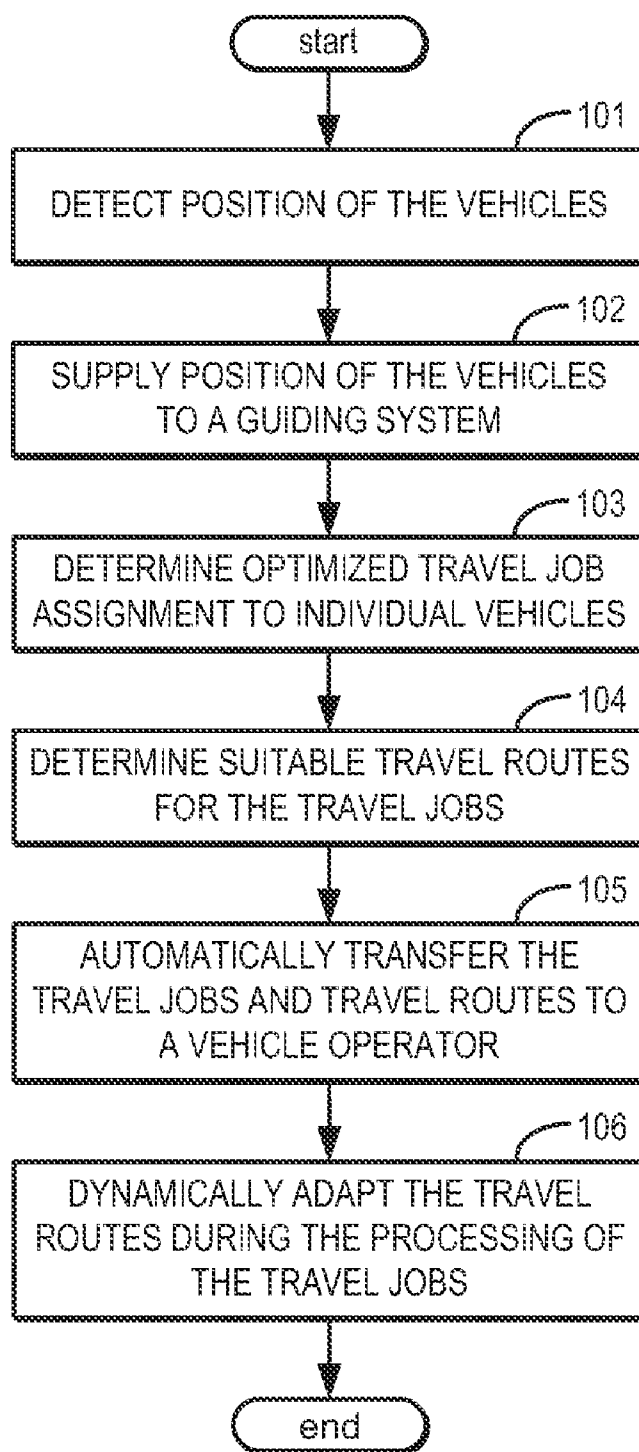 start
101
DETECT POSITION OF THE VEHICLES
102
SUPPLY POSITION OF THE VEHICLES
TO A GUIDING SYSTEM
103
DETERMINE OPTIMIZED TRAVEL JOB
ASSIGNMENT TO INDIVIDUAL VEHICLES
104
DETERMINE SUITABLE TRAVEL ROUTES
FOR THE TRAVEL JOBS
105
AUTOMATICALLY TRANSFER THE
TRAVEL JOBS AND TRAVEL ROUTES TO
A VEHICLE OPERATOR
106
DYNAMICALLY ADAPT THE TRAVEL
ROUTES DURING THE PROCESSING OF
THE TRAVEL JOBS
end